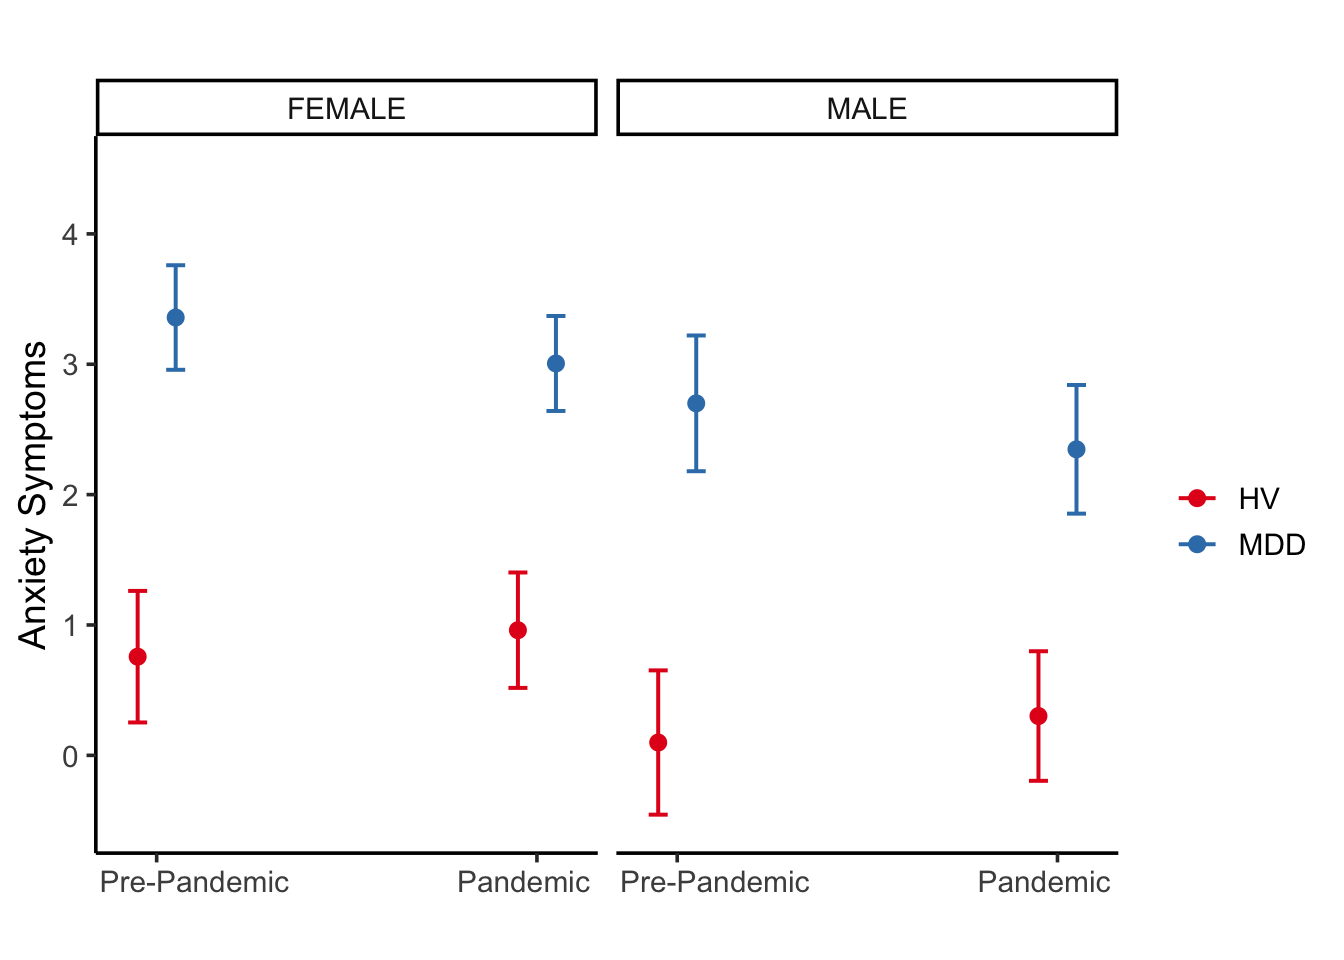 FEMALE
MALE
Anxiety Symptoms
4
3
2
1
0
Pre-Pandemic
Pandemic
Pre-Pandemic
Pandemic
HV
MDD